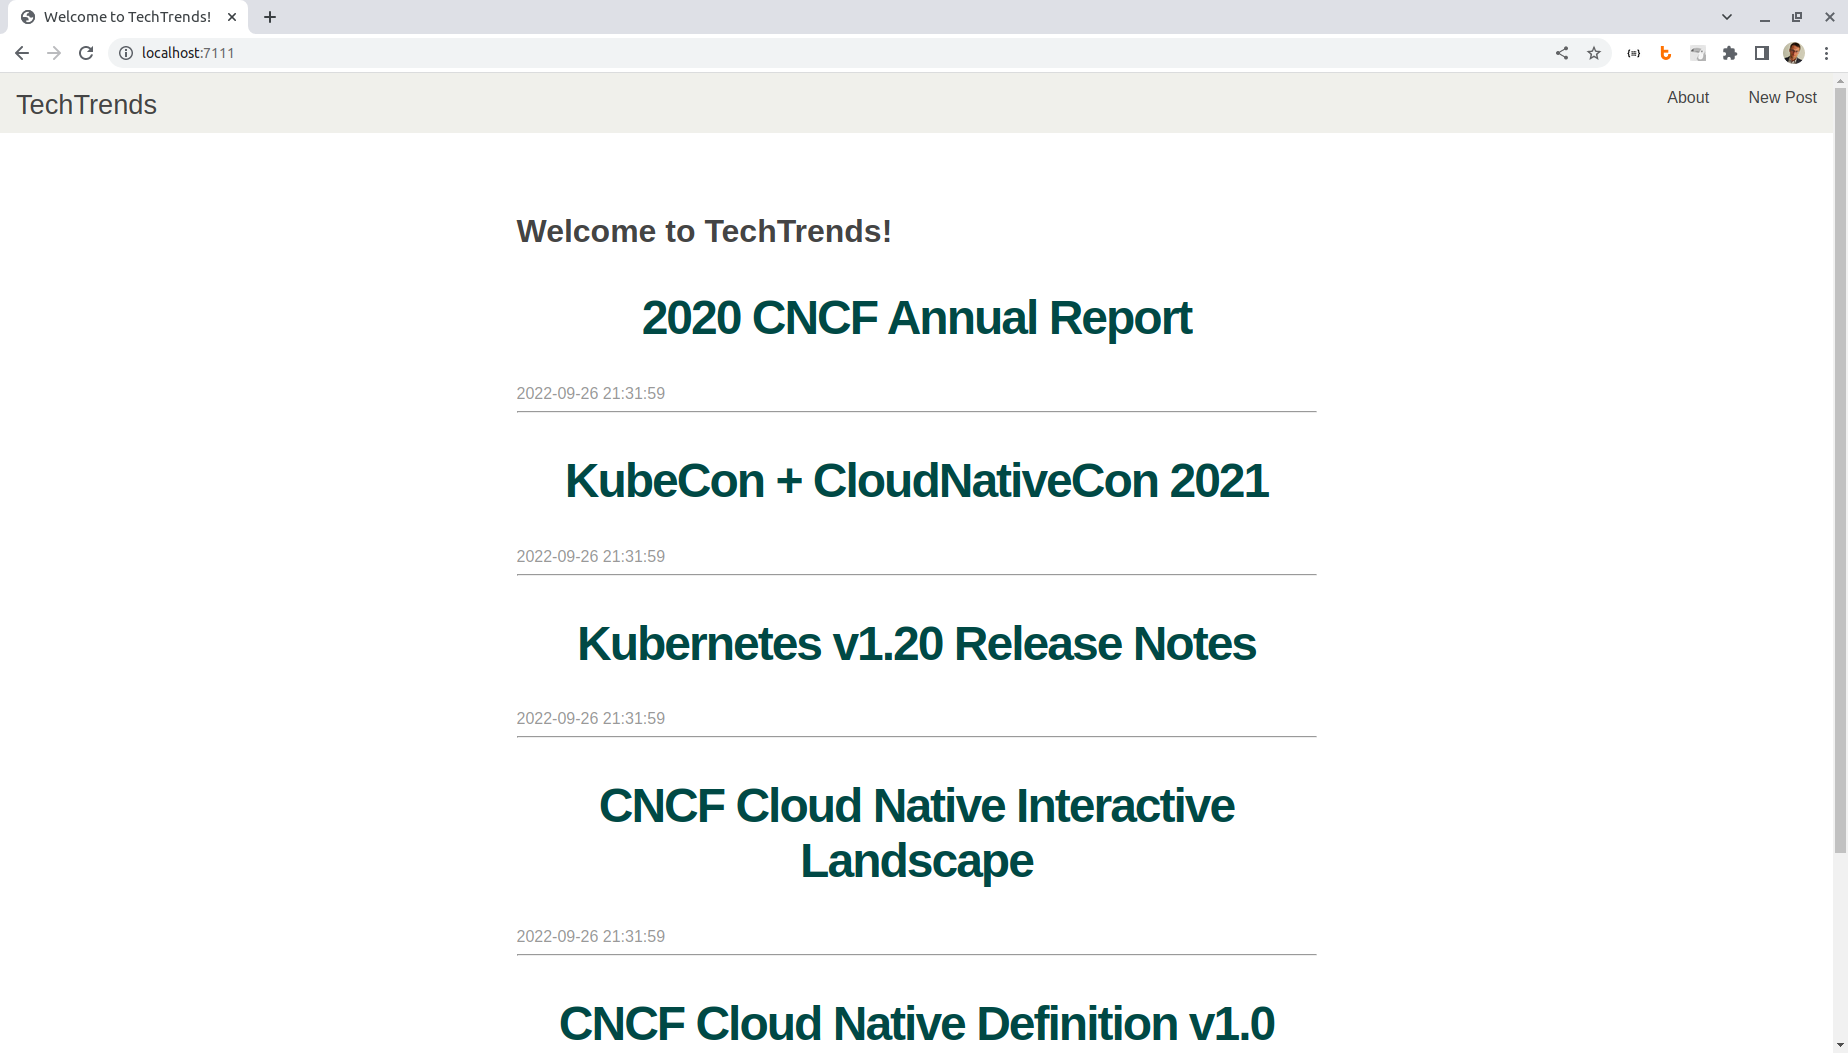 Welcome to TechTrends!
localhost:7111
TechTrends
About
New Post
Welcome to TechTrends!
2020 CNCF Annual Report
2022-09-26 21:31:59
KubeCon + CloudNativeCon 2021
2022-09-26 21:31:59
Kubernetes v1.20 Release Notes
2022-09-26 21:31:59
CNCF Cloud Native Interactive
Landscape
2022-09-26 21:31:59
CNCF Cloud Native Definition v1.0